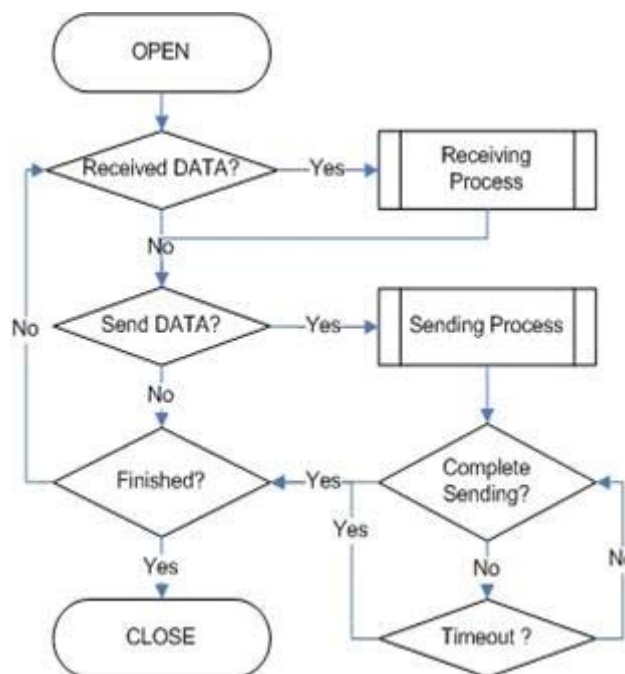 OPEN
Received DATA?
Yes
Receiving
Process
No
Send DATA?
Yes
Sending Process
No
No
Finished?
Yes
Complete
Sending?
Yes
No
No
Yes
CLOSE
Timeout ?